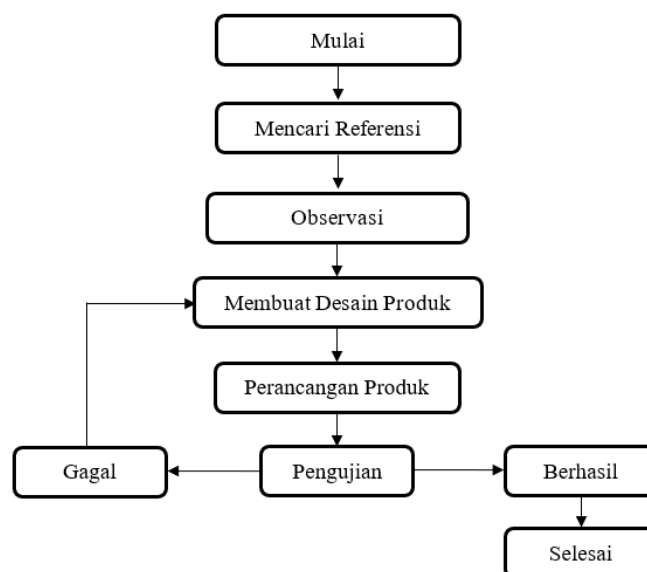 Mulai
Mencari Referensi
Observasi
Membuat Desain Produk
Perancangan Produk
Gagal
Pengujian
Berhasil
Selesai